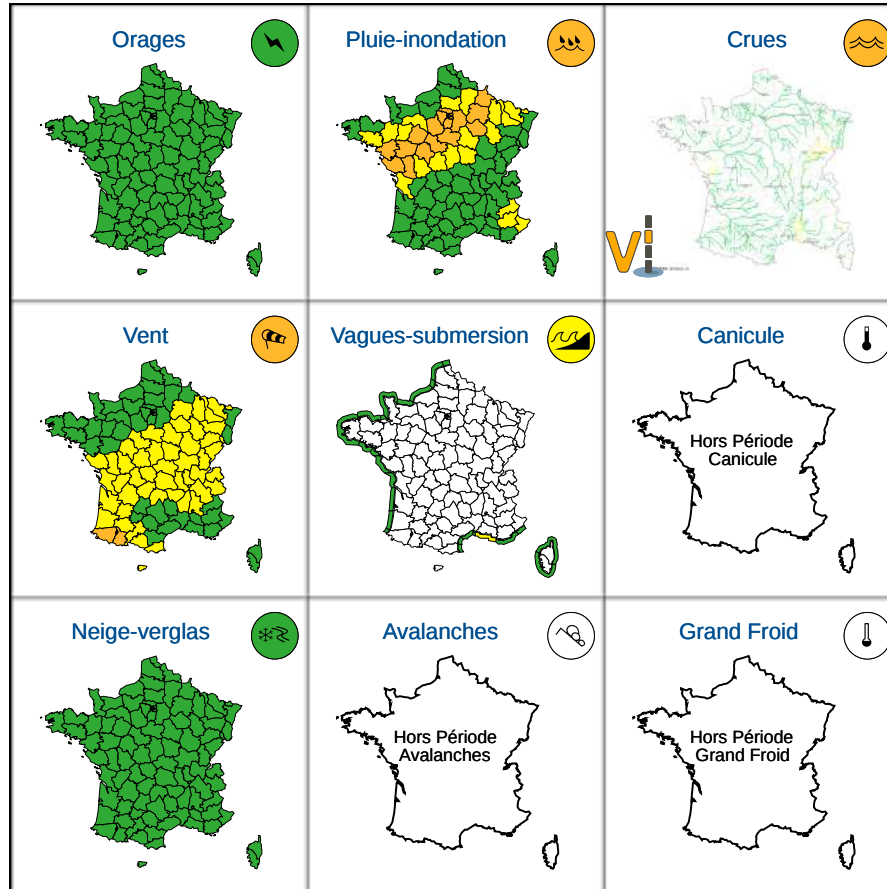 Orages
Pluie-inondation
Crues
Vi
Vent
Vagues-submersion
Canicule
Hors Période
Canicule
Neige-verglas
Avalanches
Hors Période
Avalanches
Grand Froid
Hors Période
Grand Froid